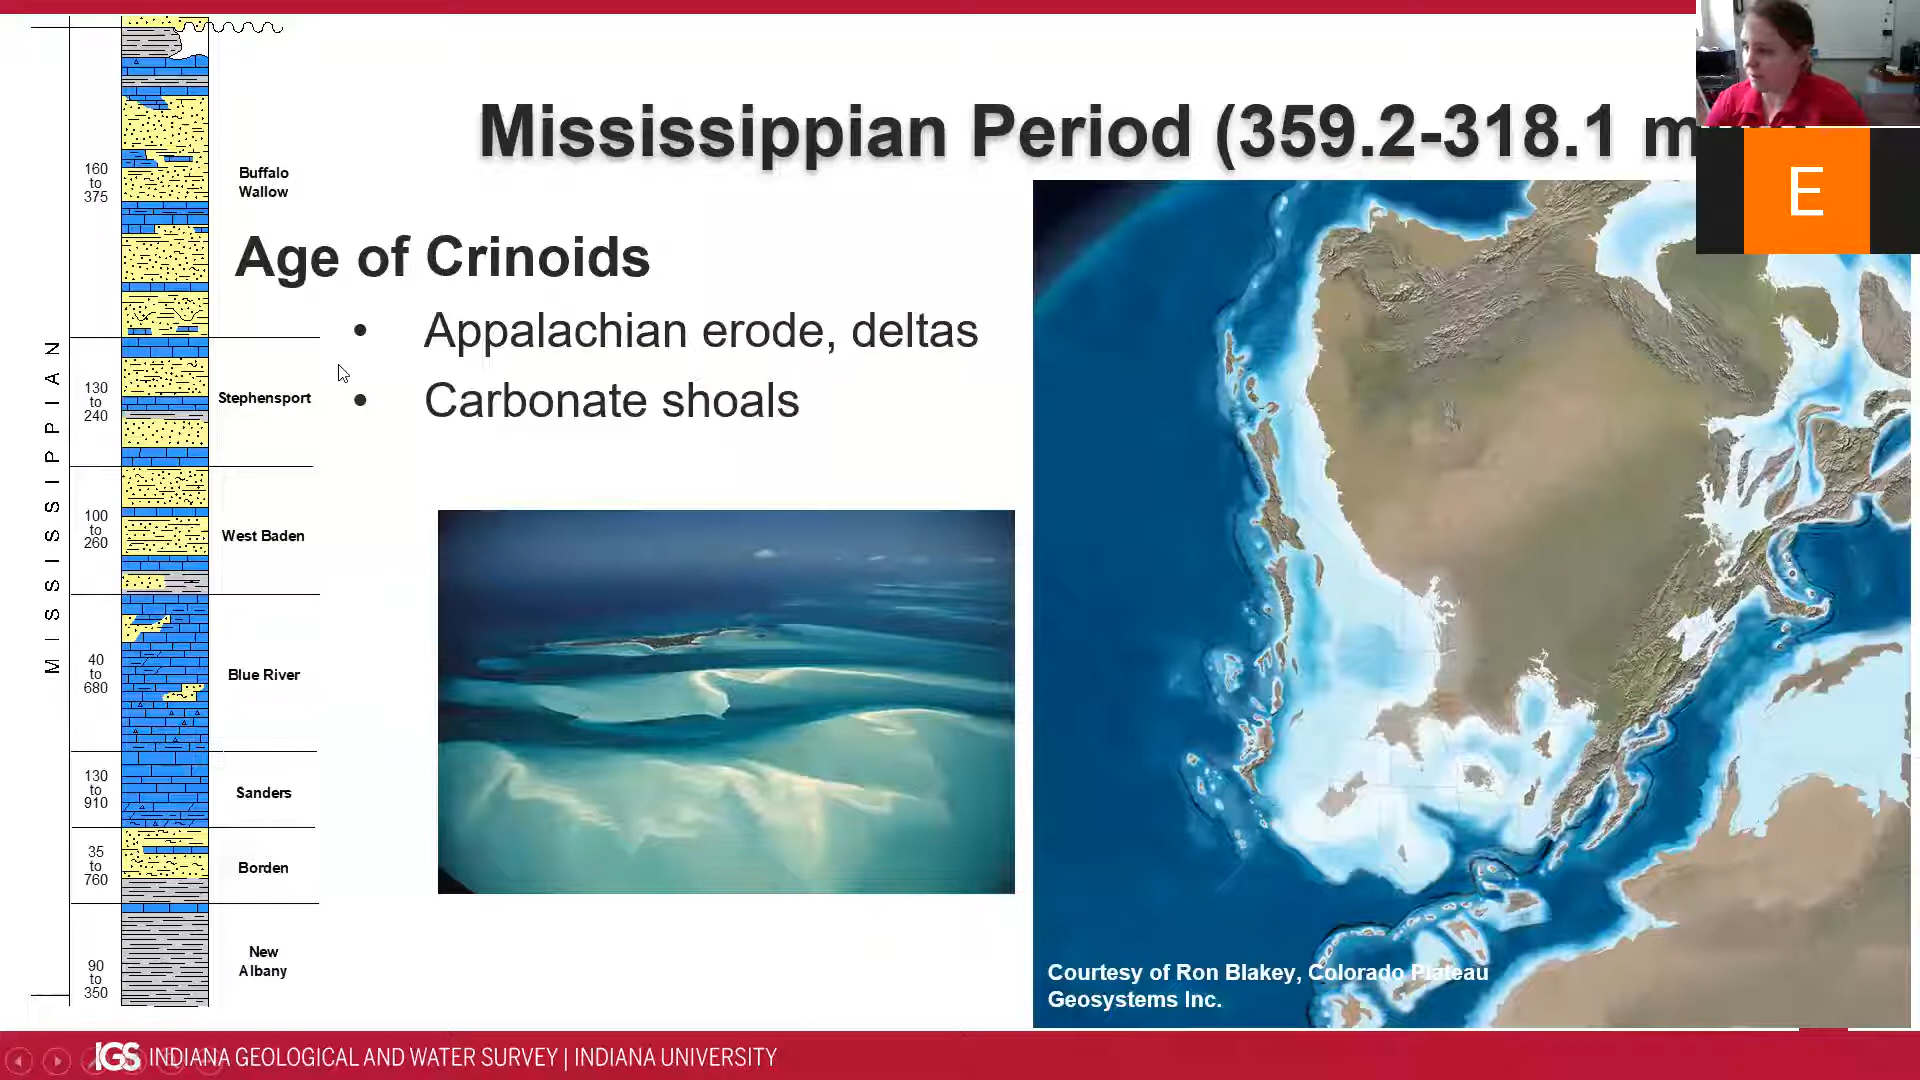 Mississippian Period (359.2-318.1 m
E
Age of Crinoids
• Appalachian erode, deltas
• Carbonate shoals
MISSISSIPPIAN
160
to
375
Buffalo
Wallow
130
to
240
Stephensport
100
to
260
West Baden
40
to
680
Blue River
130
to
910
Sanders
35
to
760
Borden
90
to
350
New
Albany
Courtesy of Ron Blakey, Colorado Plateau
Geosystems Inc.
IGS INDIANA GEOLOGICAL AND WATER SURVEY | INDIANA UNIVERSITY